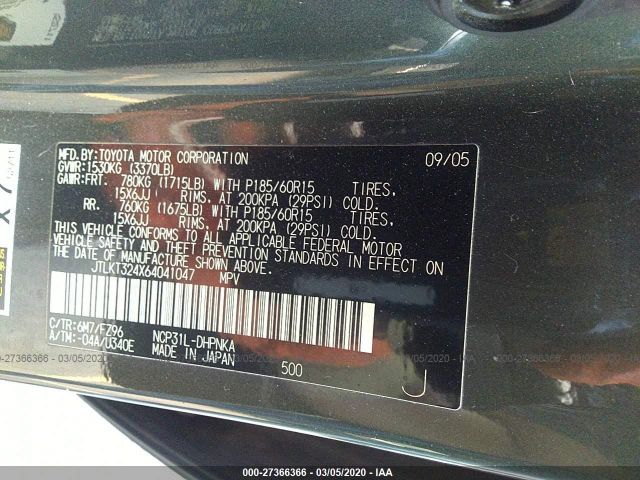 MFD.BY:TOYOTA MOTOR CORPORATION 09/05
GVWR:1530KG (3370LB)
GAWR:FRT. 780KG (1715LB) WITH P185/60R15 TIRES,
15X6JJ RIMS, AT 200KPA (29PSI) COLD.
RR. 760KG (1675LB) WITH P185/60R15 TIRES,
15X6JJ RIMS, AT 200KPA (29PSI) COLD.
THIS VEHICLE CONFORMS TO ALL APPLICABLE FEDERAL MOTOR
VEHICLE SAFETY AND BUMPER STANDARDS IN EFFECT ON
THE DATE OF MANUFACTURE SHOWN ABOVE.
JTLKT324X64041047 MPV
C/TR:6M7/FZ96 NCP31L-DHPNKA
A/TM:-04A/U340E MADE IN JAPAN
500 J
000-27366366 - 03/05/2020 - IAA